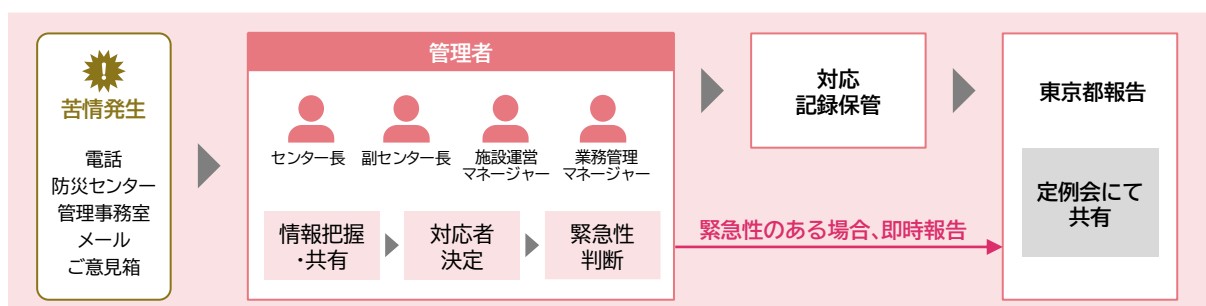 苦情発生
電話
防災センター
管理事務室
メール
ご意見箱
管理者
センター長
副センター長
施設運営
マネージャー
業務管理
マネージャー
情報把握
・共有
対応者
決定
緊急性
判断
対応
記録保管
緊急性のある場合、即時報告
東京都報告
定例会にて
共有